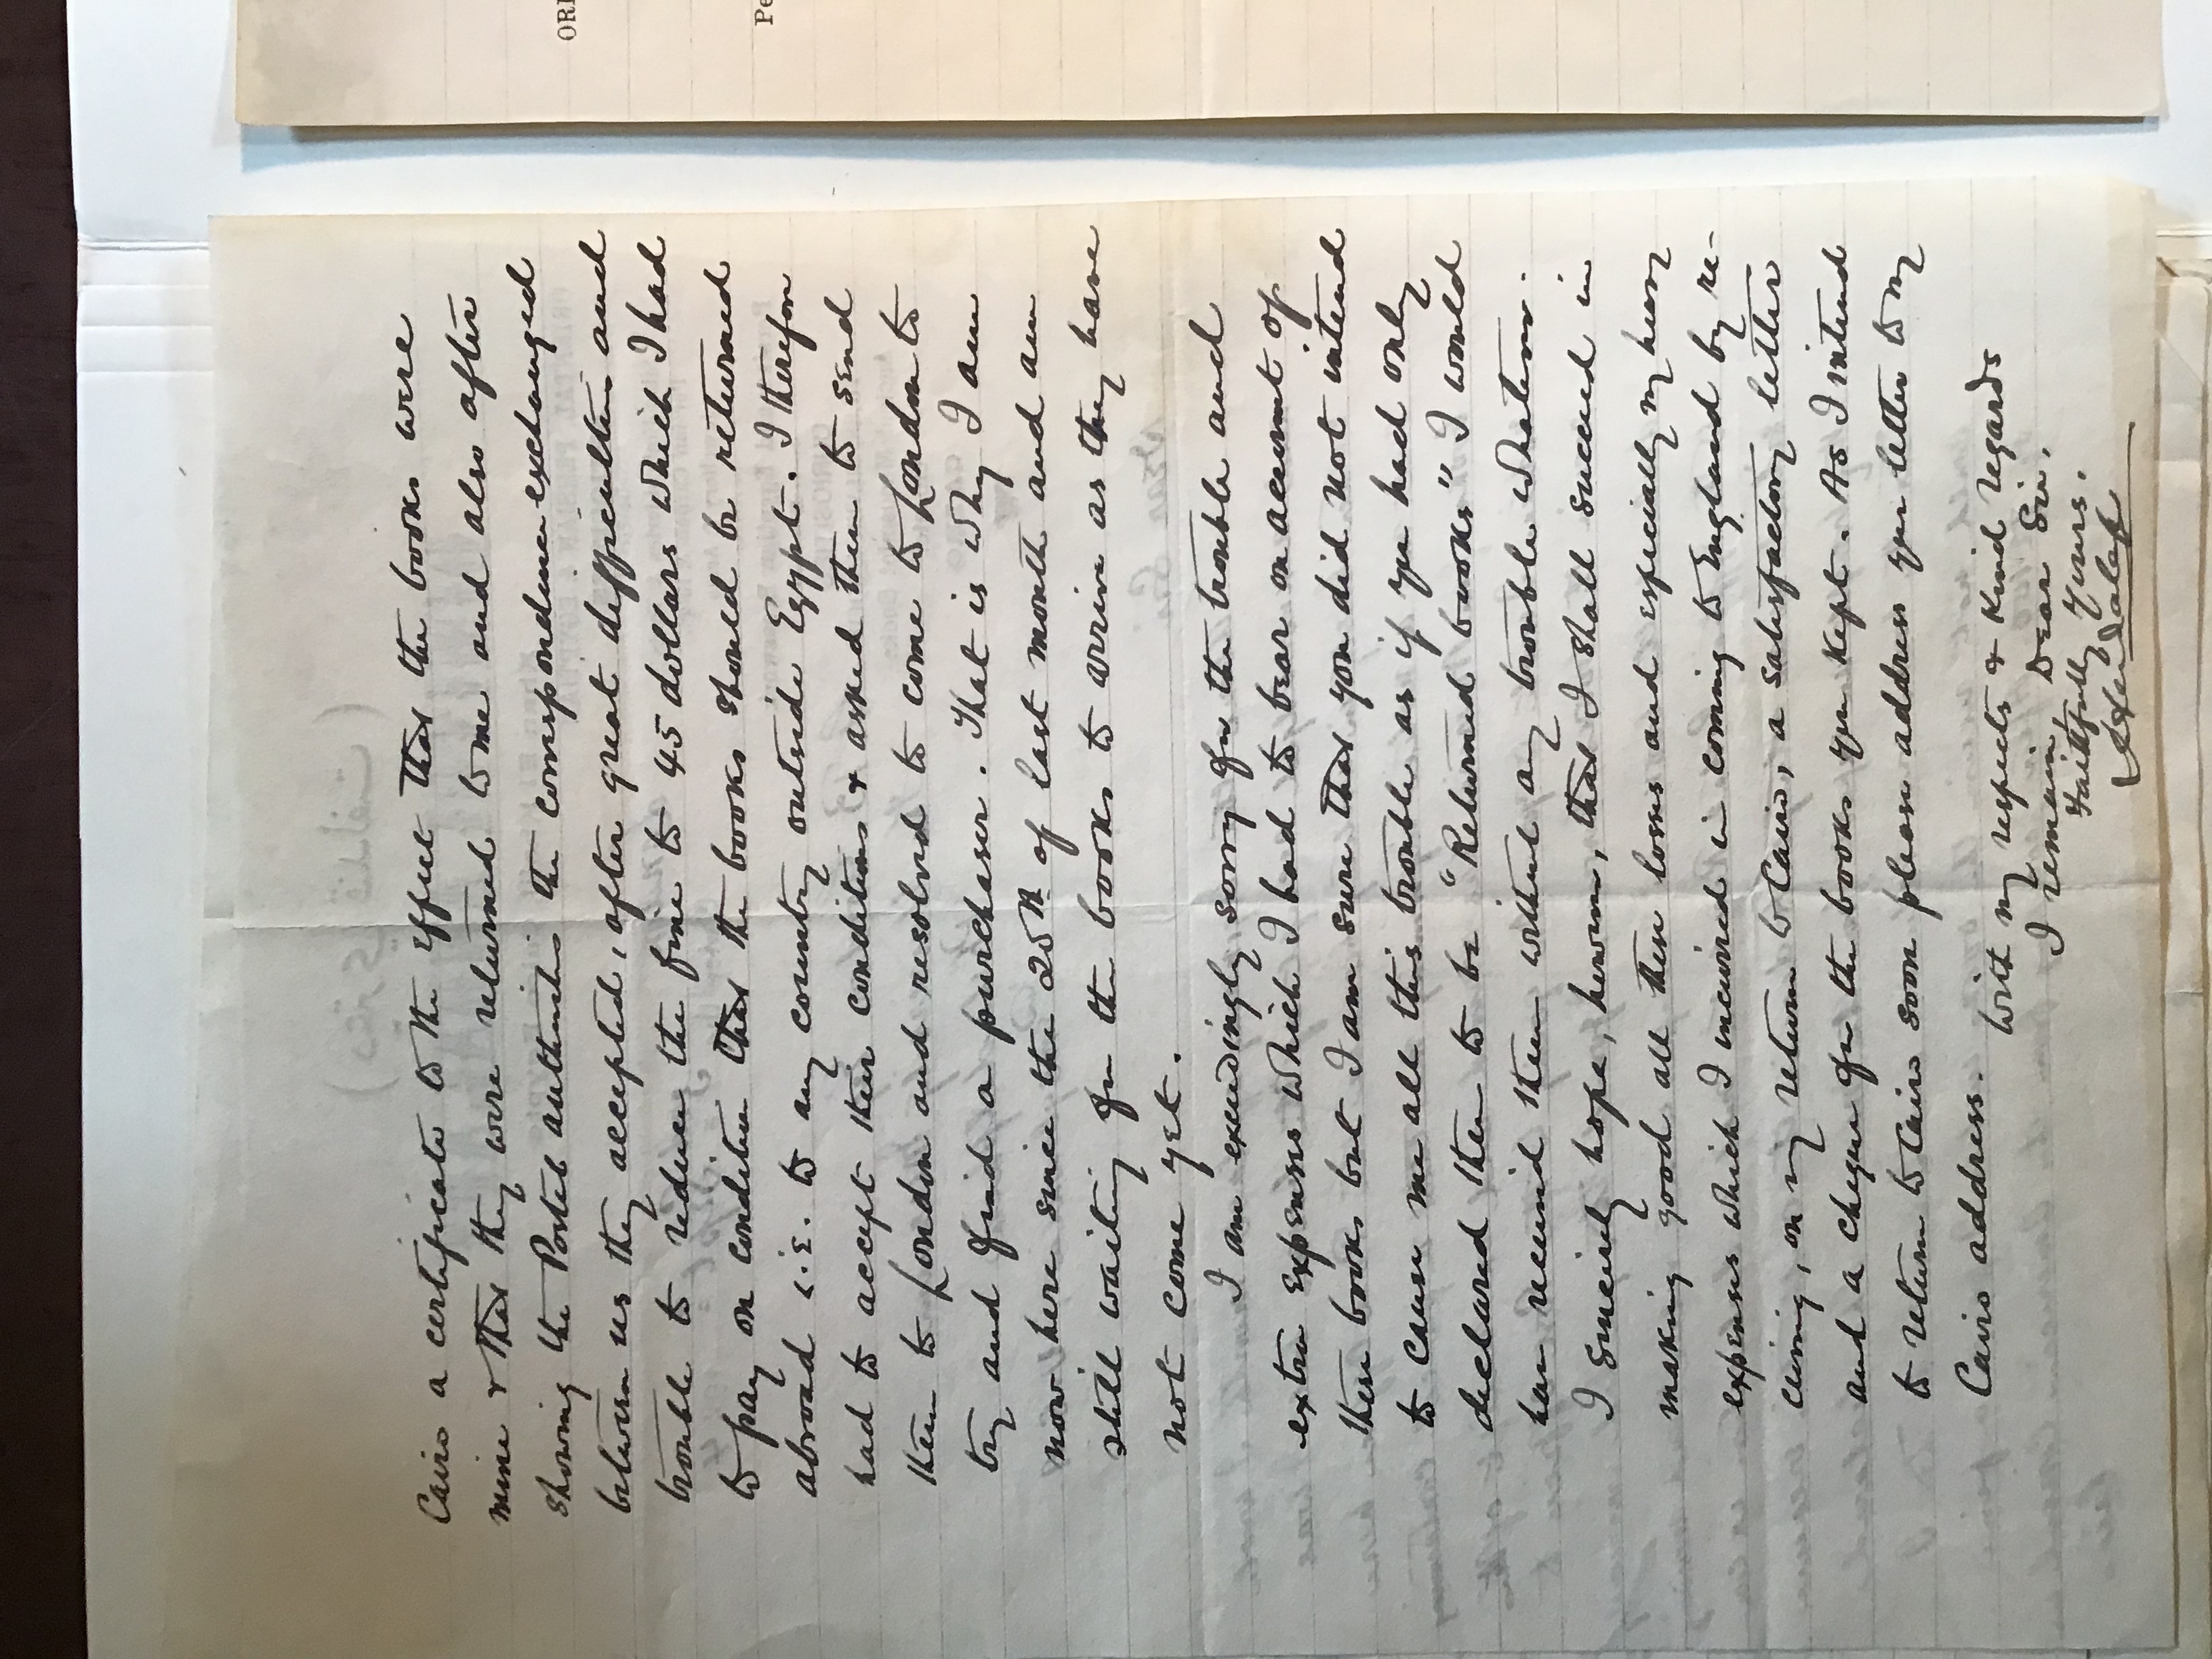 Cairo a certificate to the effect that the books were
mine & that they were returned to me and also after
showing the Postal authorities the correspondence exchanged
between us they accepted, after great difficulties and
trouble to reduce the fine to 45 dollars which I had
to pay on condition that the books should be returned
abroad i.e. to any country outside Egypt. I therefore
had to accept their conditions & asked them to send
them to London and resolved to come to London to
try and find a purchaser. That is why I am
now here since the 25th of last month and am
still waiting for the books to arrive as they have
not come yet.
I am exceedingly sorry for the trouble and
extra expenses which I had to bear on account of
these books but I am sure that you did not intend
to cause me all this trouble as if you had only
declared them to be "Returned books" I would
have received them without any trouble whatever.
I sincerely hope, however, that I shall succeed in
making good all these losses and especially my heavy
expenses which I incurred in coming to England by re-
ceiving, on my return to Cairo, a satisfactory letter
and a cheque for the books you kept. As I intend
to return to Cairo soon please address your letter to my
Cairo address.
With my respects & Kind regards
I remain, Dear Sir,
Faithfully Yours.
ORI
Pe